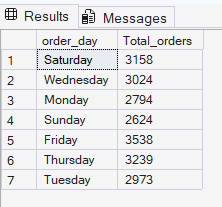 Results Messages
order_day Total_orders
1 Saturday 3158
2 Wednesday 3024
3 Monday 2794
4 Sunday 2624
5 Friday 3538
6 Thursday 3239
7 Tuesday 2973